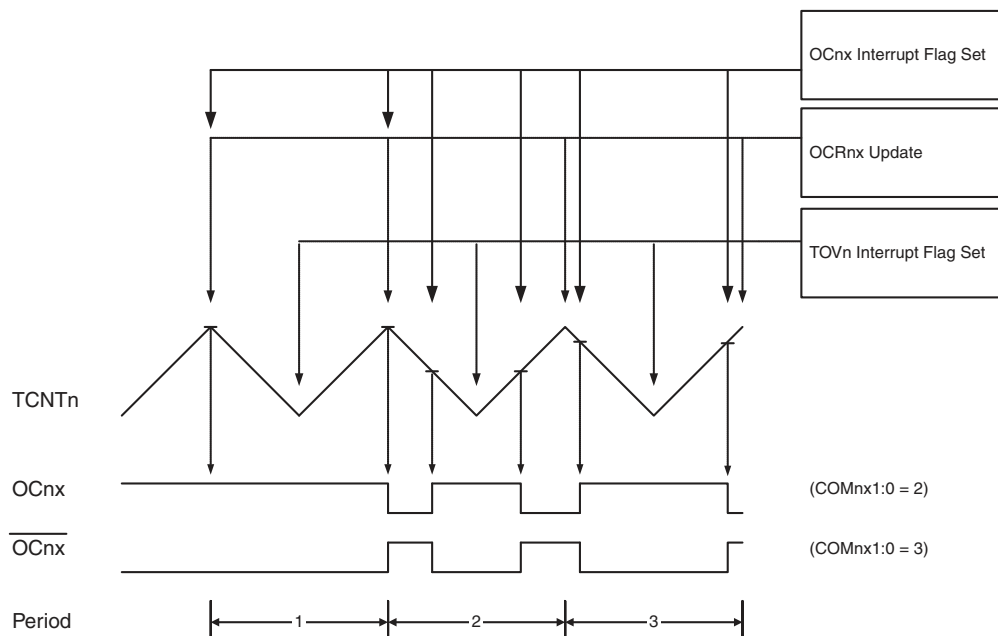 OCnx Interrupt Flag Set
OCRnx Update
TOVn Interrupt Flag Set
TCNTn
OCnx
(COMnx1:0 = 2)
OCnx
(COMnx1:0 = 3)
Period
1
2
3